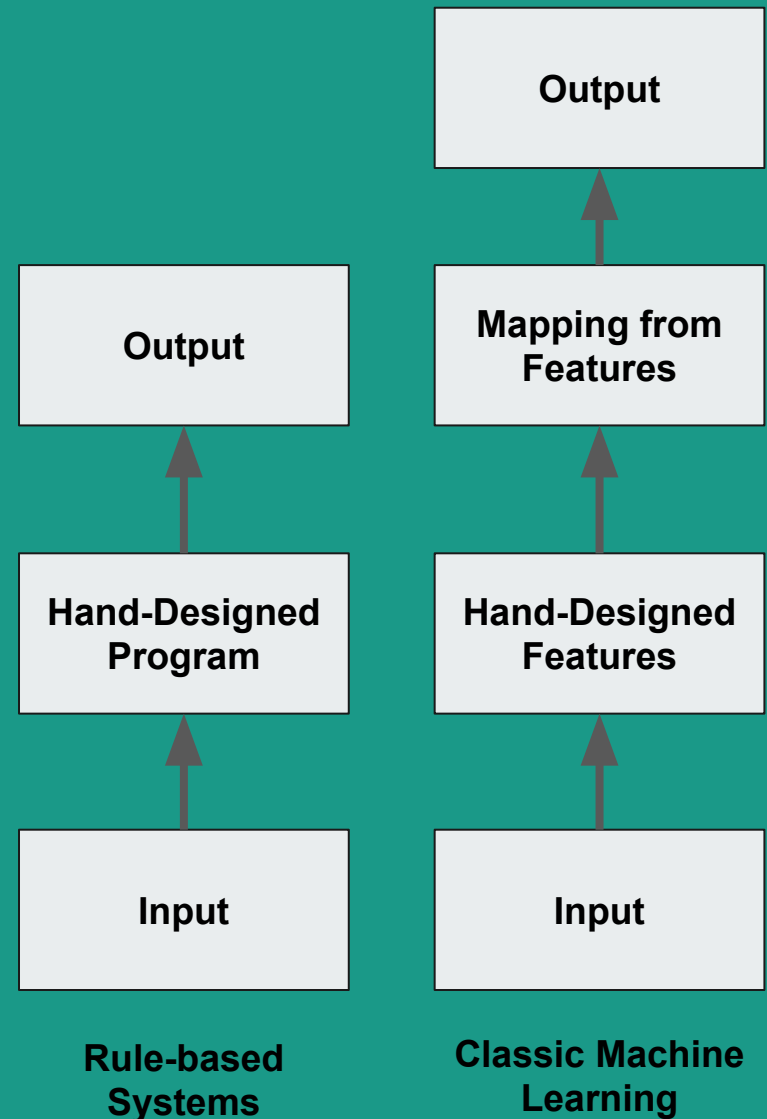 Output
Mapping from
Features
Output
Hand-Designed
Program
Hand-Designed
Features
Input
Input
Rule-based
Systems
Classic Machine
Learning